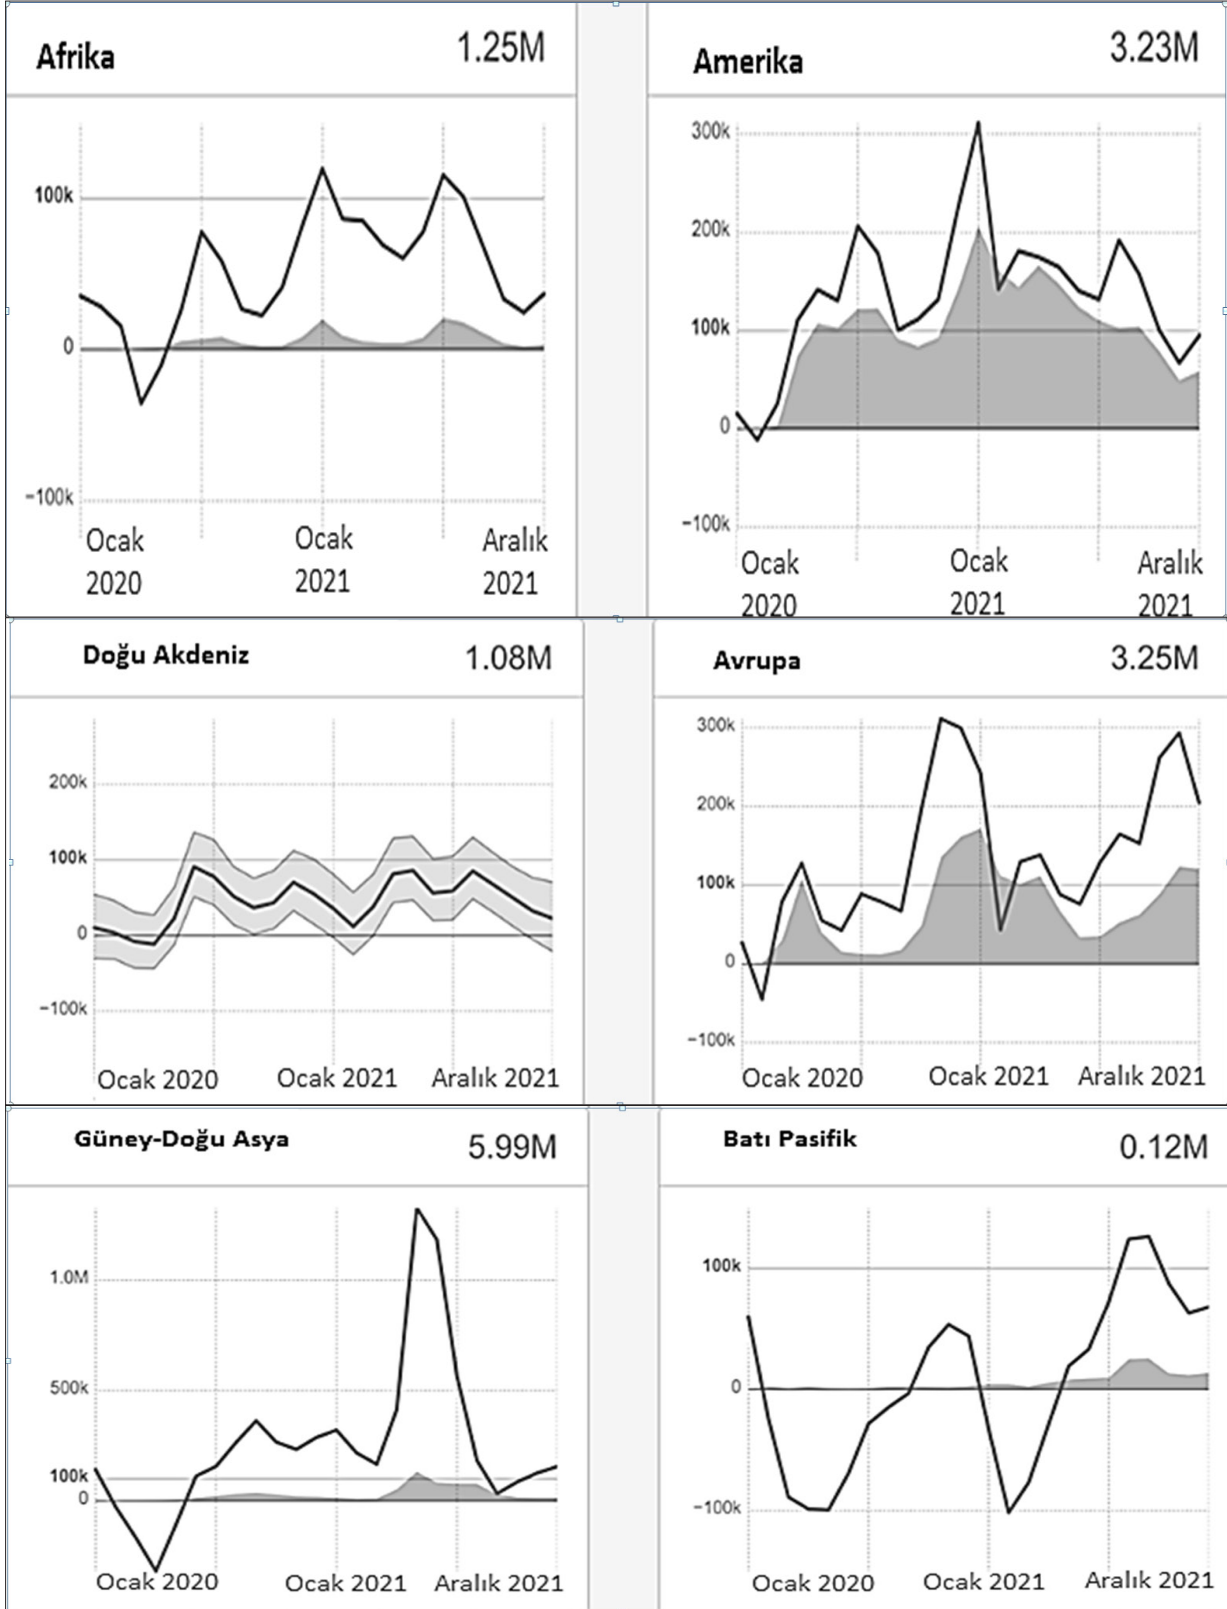 Afrika
1.25M
100k
0
−100k
Ocak
2020
Ocak
2021
Aralık
2021
Amerika
3.23M
300k
200k
100k
0
−100k
Ocak
2020
Ocak
2021
Aralık
2021
Doğu Akdeniz
1.08M
200k
100k
0
−100k
Ocak 2020
Ocak 2021
Aralık 2021
Avrupa
3.25M
300k
200k
100k
0
−100k
Ocak 2020
Ocak 2021
Aralık 2021
Güney-Doğu Asya
5.99M
1.0M
500k
100k
0
Ocak 2020
Ocak 2021
Aralık 2021
Batı Pasifik
0.12M
100k
0
−100k
Ocak 2020
Ocak 2021
Aralık 2021